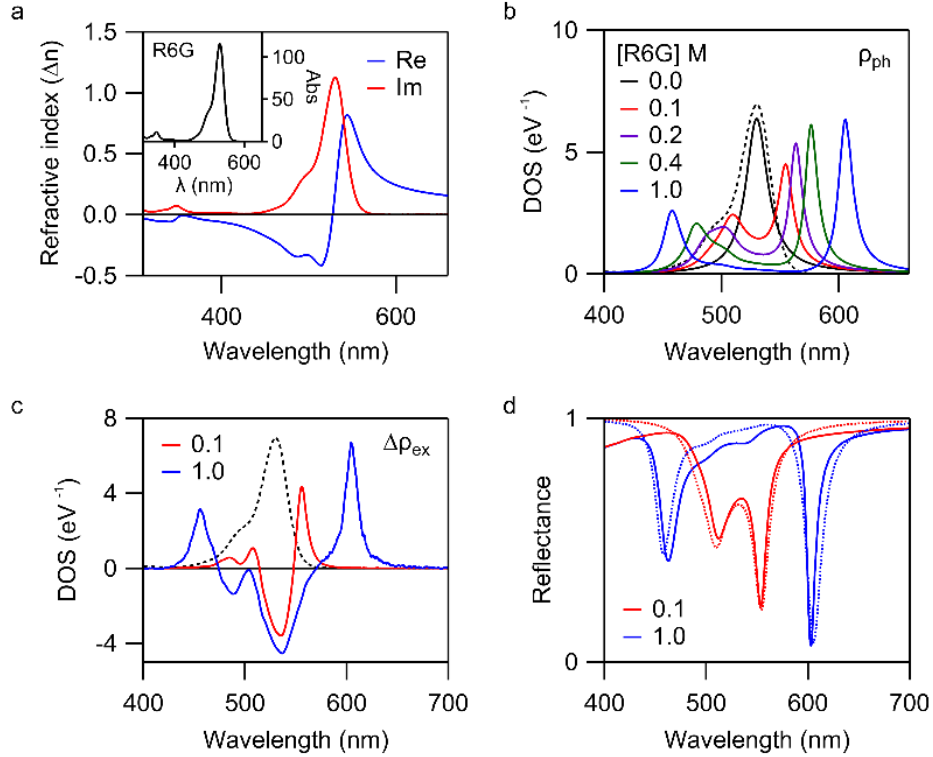 a
1.5
1.0
0.5
0.0
-0.5
Refractive index (Δn)
R6G
100
50
0
Abs
400
600
λ (nm)
Re
Im
400
600
Wavelength (nm)
b
10
5
0
DOS (eV⁻¹)
[R6G] M
0.0
0.1
0.2
0.4
1.0
ρph
400
500
600
Wavelength (nm)
c
8
4
0
-4
DOS (eV⁻¹)
0.1
1.0
Δρex
400
500
600
700
Wavelength (nm)
d
1
0
Reflectance
0.1
1.0
400
500
600
700
Wavelength (nm)